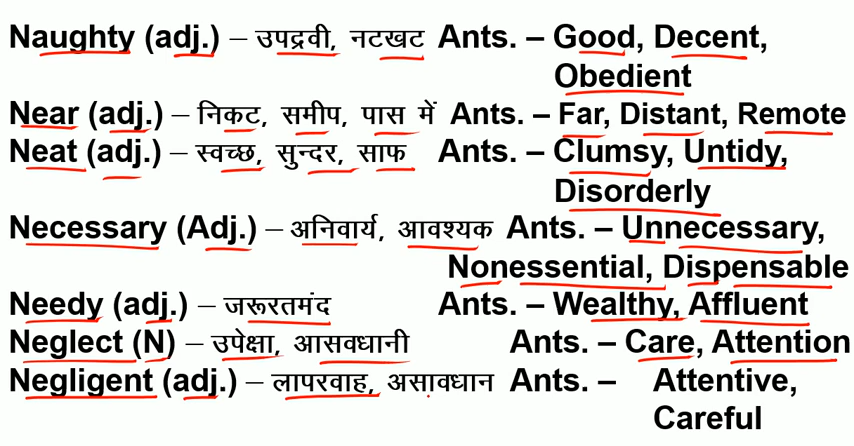 Naughty (adj.) – उपद्रवी, नटखट Ants. – Good, Decent,
Obedient
Near (adj.) – निकट, समीप, पास में Ants. – Far, Distant, Remote
Neat (adj.) – स्वच्छ, सुन्दर, साफ Ants. – Clumsy, Untidy,
Disorderly
Necessary (Adj.) – अनिवार्य, आवश्यक Ants. – Unnecessary,
Nonessential, Dispensable
Needy (adj.) – जरूरतमंद Ants. – Wealthy, Affluent
Neglect (N) – उपेक्षा, आसवधानी Ants. – Care, Attention
Negligent (adj.) – लापरवाह, असावधान Ants. – Attentive,
Careful